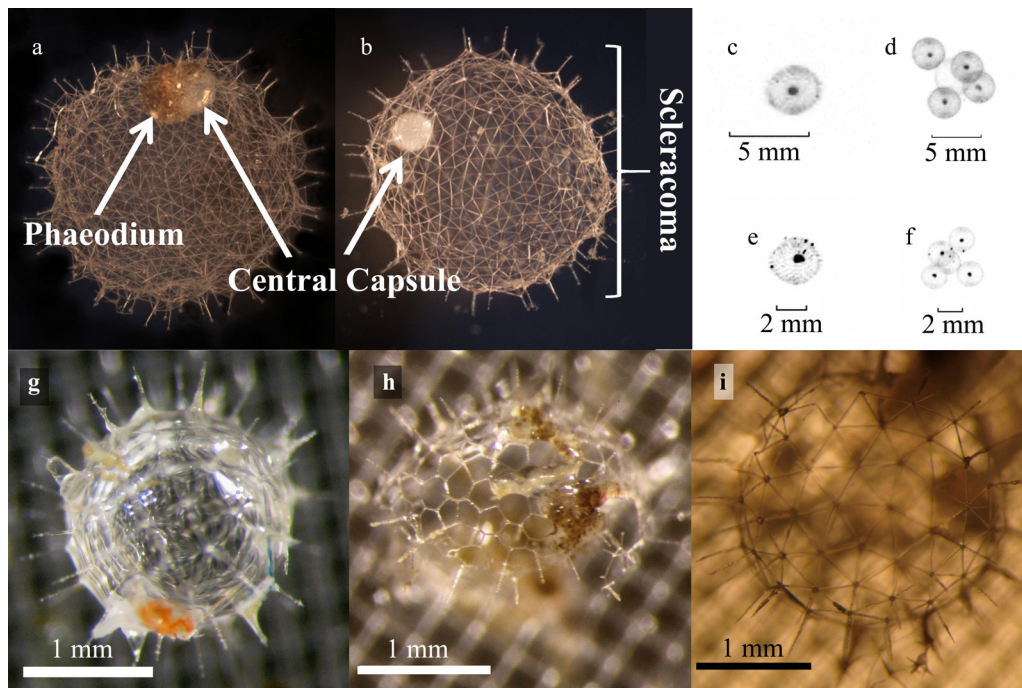 a
b
c
d
Phaeodium
Central Capsule
Scleracoma
5 mm
5 mm
e
f
2 mm
2 mm
g
h
i
1 mm
1 mm
1 mm